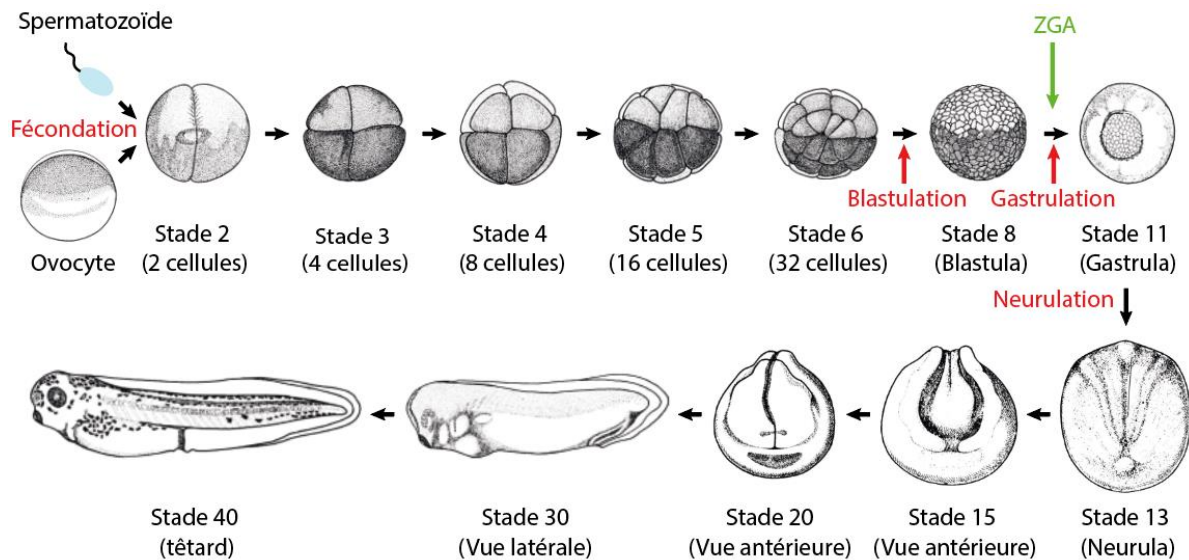 Spermatozoïde
ZGA
Fécondation
Blastulation
Gastrulation
Ovocyte
Stade 2
(2 cellules)
Stade 3
(4 cellules)
Stade 4
(8 cellules)
Stade 5
(16 cellules)
Stade 6
(32 cellules)
Stade 8
(Blastula)
Stade 11
(Gastrula)
Neurulation
Stade 40
(têtard)
Stade 30
(Vue latérale)
Stade 20
(Vue antérieure)
Stade 15
(Vue antérieure)
Stade 13
(Neurula)